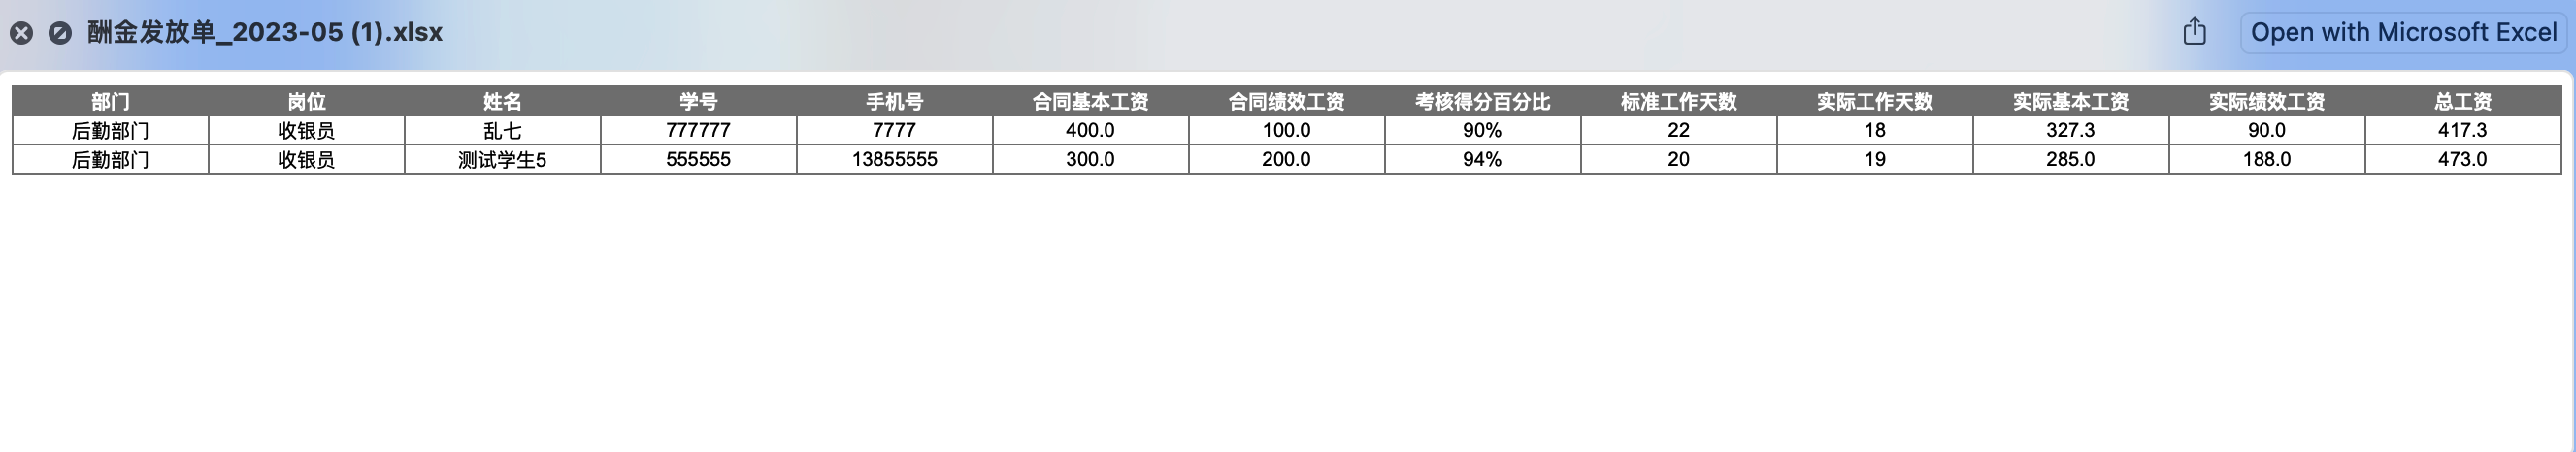 酬金发放单_2023-05 (1).xlsx Open with Microsoft Excel
部门 岗位 姓名 学号 手机号 合同基本工资 合同绩效工资 考核得分百分比 标准工作天数 实际工作天数 实际基本工资 实际绩效工资 总工资
后勤部门 收银员 乱七 777777 7777 400.0 100.0 90% 22 18 327.3 90.0 417.3
后勤部门 收银员 测试学生5 555555 13855555 300.0 200.0 94% 20 19 285.0 188.0 473.0